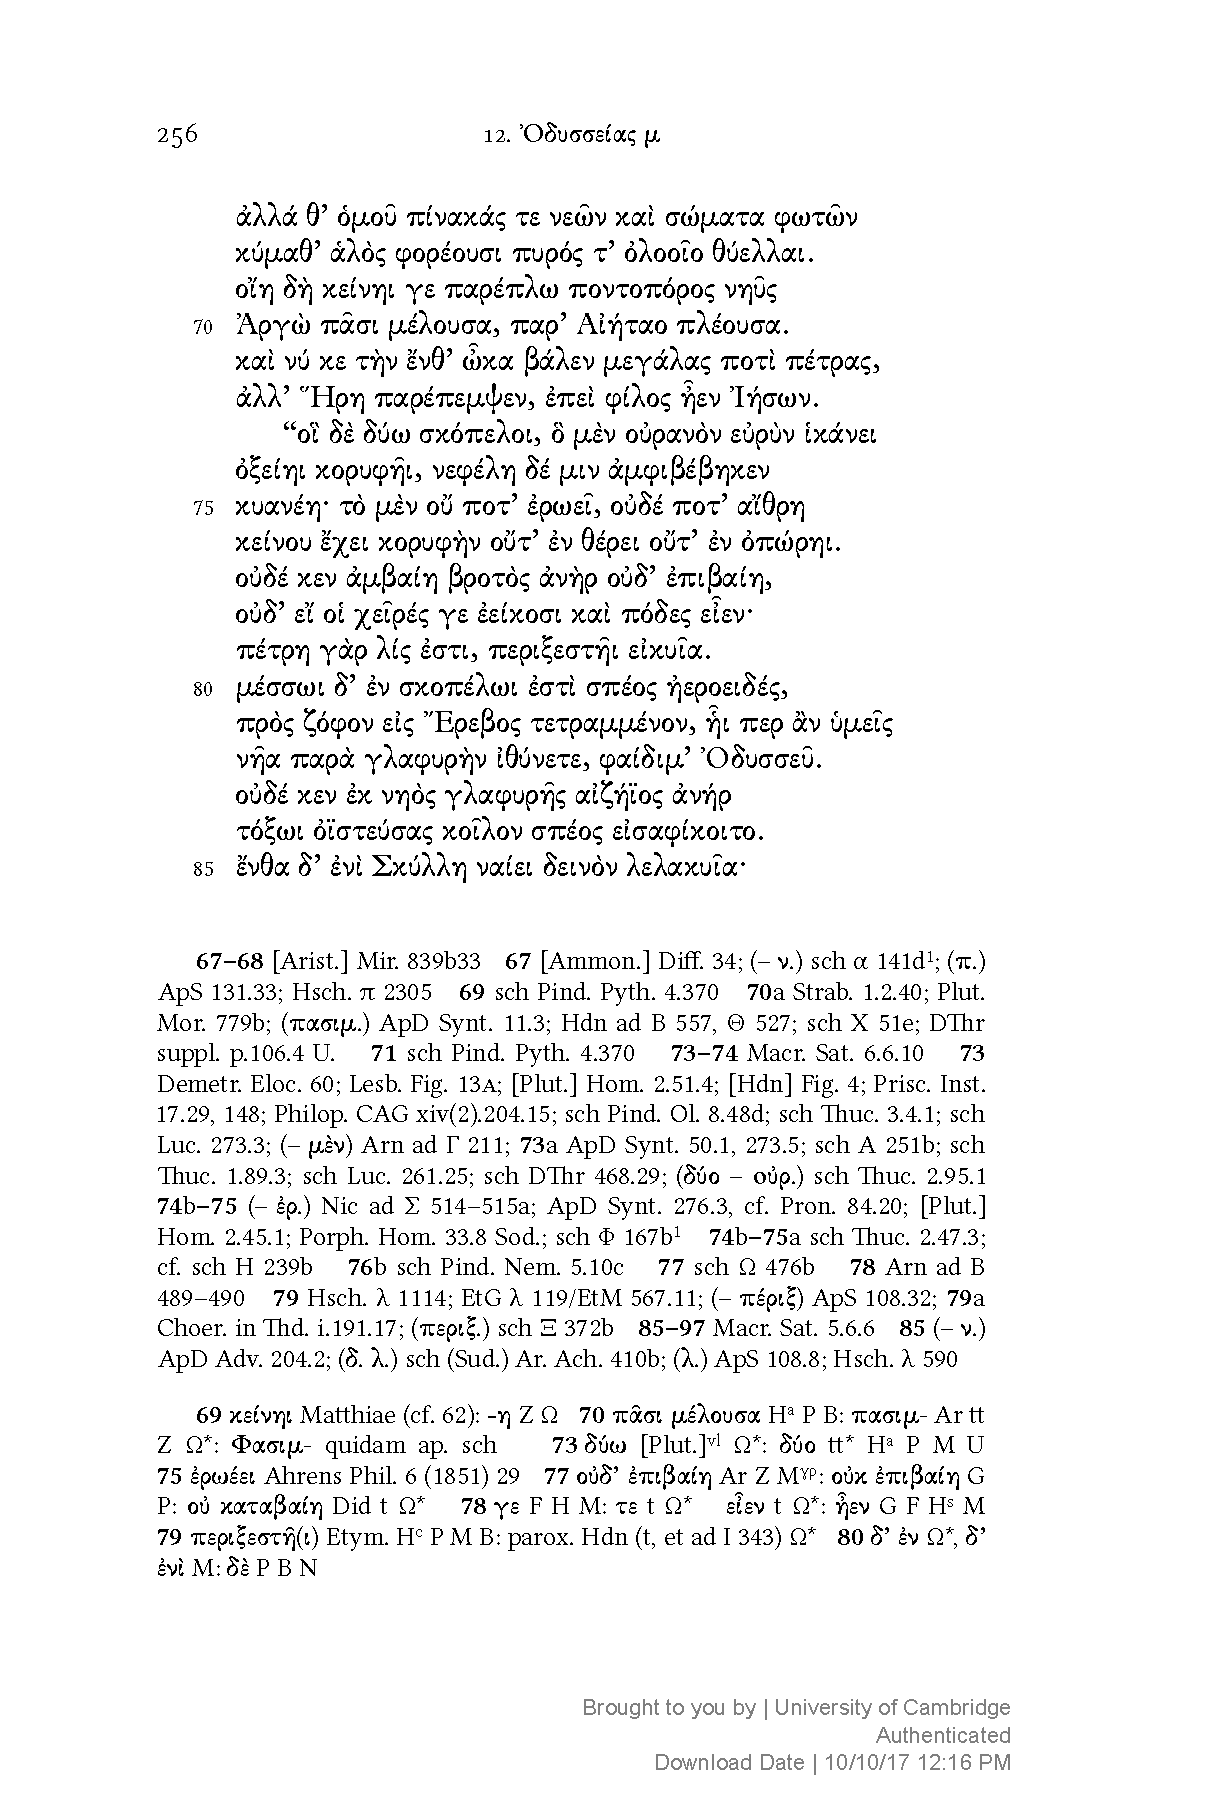 256 12. Ὀδυσσείας μ
ἀλλά θ’ ὁμοῦ πίνακάς τε νεῶν καὶ σώματα φωτῶν
κύμαθ’ ἁλὸς φορέουσι πυρός τ’ ὀλοοῖο θύελλαι.
οἴη δὴ κείνηι γε παρέπλω ποντοπόρος νηῦς
70 Ἀργὼ πᾶσι μέλουσα, παρ’ Αἰήταο πλέουσα.
καὶ νύ κε τὴν ἔνθ’ ὦκα βάλεν μεγάλας ποτὶ πέτρας,
ἀλλ’ Ἥρη παρέπεμψεν, ἐπεὶ φίλος ἦεν Ἰήσων.
“οἳ δὲ δύω σκόπελοι, ὃ μὲν οὐρανὸν εὐρὺν ἱκάνει
ὀξείηι κορυφῆι, νεφέλη δέ μιν ἀμφιβέβηκεν
75 κυανέη· τὸ μὲν οὔ ποτ’ ἐρωεῖ, οὐδέ ποτ’ αἴθρη
κείνου ἔχει κορυφὴν οὔτ’ ἐν θέρει οὔτ’ ἐν ὀπώρηι.
οὐδέ κεν ἀμβαίη βροτὸς ἀνὴρ οὐδ’ ἐπιβαίη,
οὐδ’ εἴ οἱ χεῖρές γε ἐείκοσι καὶ πόδες εἶεν·
πέτρη γὰρ λίς ἐστι, περιξεστῆι εἰκυῖα.
80 μέσσωι δ’ ἐν σκοπέλωι ἐστὶ σπέος ἠεροειδές,
πρὸς ζόφον εἰς Ἔρεβος τετραμμένον, ἧι περ ἂν ὑμεῖς
νῆα παρὰ γλαφυρὴν ἰθύνετε, φαίδιμ’ Ὀδυσσεῦ.
οὐδέ κεν ἐκ νηὸς γλαφυρῆς αἰζήϊος ἀνήρ
τόξωι ὀϊστεύσας κοῖλον σπέος εἰσαφίκοιτο.
85 ἔνθα δ’ ἐνὶ Σκύλλη ναίει δεινὸν λελακυῖα·
67–68 [Arist.] Mir. 839b33 67 [Ammon.] Diff. 34; (– ν.) sch α 141d¹; (π.)
ApS 131.33; Hsch. π 2305 69 sch Pind. Pyth. 4.370 70a Strab. 1.2.40; Plut.
Mor. 779b; (πασιμ.) ApD Synt. 11.3; Hdn ad Β 557, Θ 527; sch Χ 51e; DThr
suppl. p.106.4 U. 71 sch Pind. Pyth. 4.370 73–74 Macr. Sat. 6.6.10 73
Demetr. Eloc. 60; Lesb. Fig. 13A; [Plut.] Hom. 2.51.4; [Hdn] Fig. 4; Prisc. Inst.
17.29, 148; Philop. CAG xiv(2).204.15; sch Pind. Ol. 8.48d; sch Thuc. 3.4.1; sch
Luc. 273.3; (– μὲν) Arn ad Γ 211; 73a ApD Synt. 50.1, 273.5; sch Α 251b; sch
Thuc. 1.89.3; sch Luc. 261.25; sch DThr 468.29; (δύο – οὐρ.) sch Thuc. 2.95.1
74b–75 (– ἐρ.) Nic ad Σ 514–515a; ApD Synt. 276.3, cf. Pron. 84.20; [Plut.]
Hom. 2.45.1; Porph. Hom. 33.8 Sod.; sch Φ 167b¹ 74b–75a sch Thuc. 2.47.3;
cf. sch Η 239b 76b sch Pind. Nem. 5.10c 77 sch Ω 476b 78 Arn ad Β
489–490 79 Hsch. λ 1114; EtG λ 119/EtM 567.11; (– πέριξ) ApS 108.32; 79a
Choer. in Thd. i.191.17; (περιξ.) sch Ξ 372b 85–97 Macr. Sat. 5.6.6 85 (– ν.)
ApD Adv. 204.2; (δ. λ.) sch (Sud.) Ar. Ach. 410b; (λ.) ApS 108.8; Hsch. λ 590
69 κείνηι Matthiae (cf. 62): -η Z Ω 70 πᾶσι μέλουσα Hᵃ P B: πασιμ- Ar tt
Z Ω*: Φασιμ- quidam ap. sch 73 δύω [Plut.]ᵛˡ Ω*: δύο tt* Hᵃ P M U
75 ἐρωέει Ahrens Phil. 6 (1851) 29 77 οὐδ’ ἐπιβαίη Ar Z Mᵞᵖ: οὐκ ἐπιβαίη G
P: οὐ καταβαίη Did t Ω* 78 γε F H M: τε t Ω* εἶεν t Ω*: ἦεν G F Hˢ M
79 περιξεστῆ(ι) Etym. Hᶜ P M B: parox. Hdn (t, et ad Ι 343) Ω* 80 δ’ ἐν Ω*, δ’
ἐνὶ M: δὲ P B N
Brought to you by | University of Cambridge
Authenticated
Download Date | 10/10/17 12:16 PM